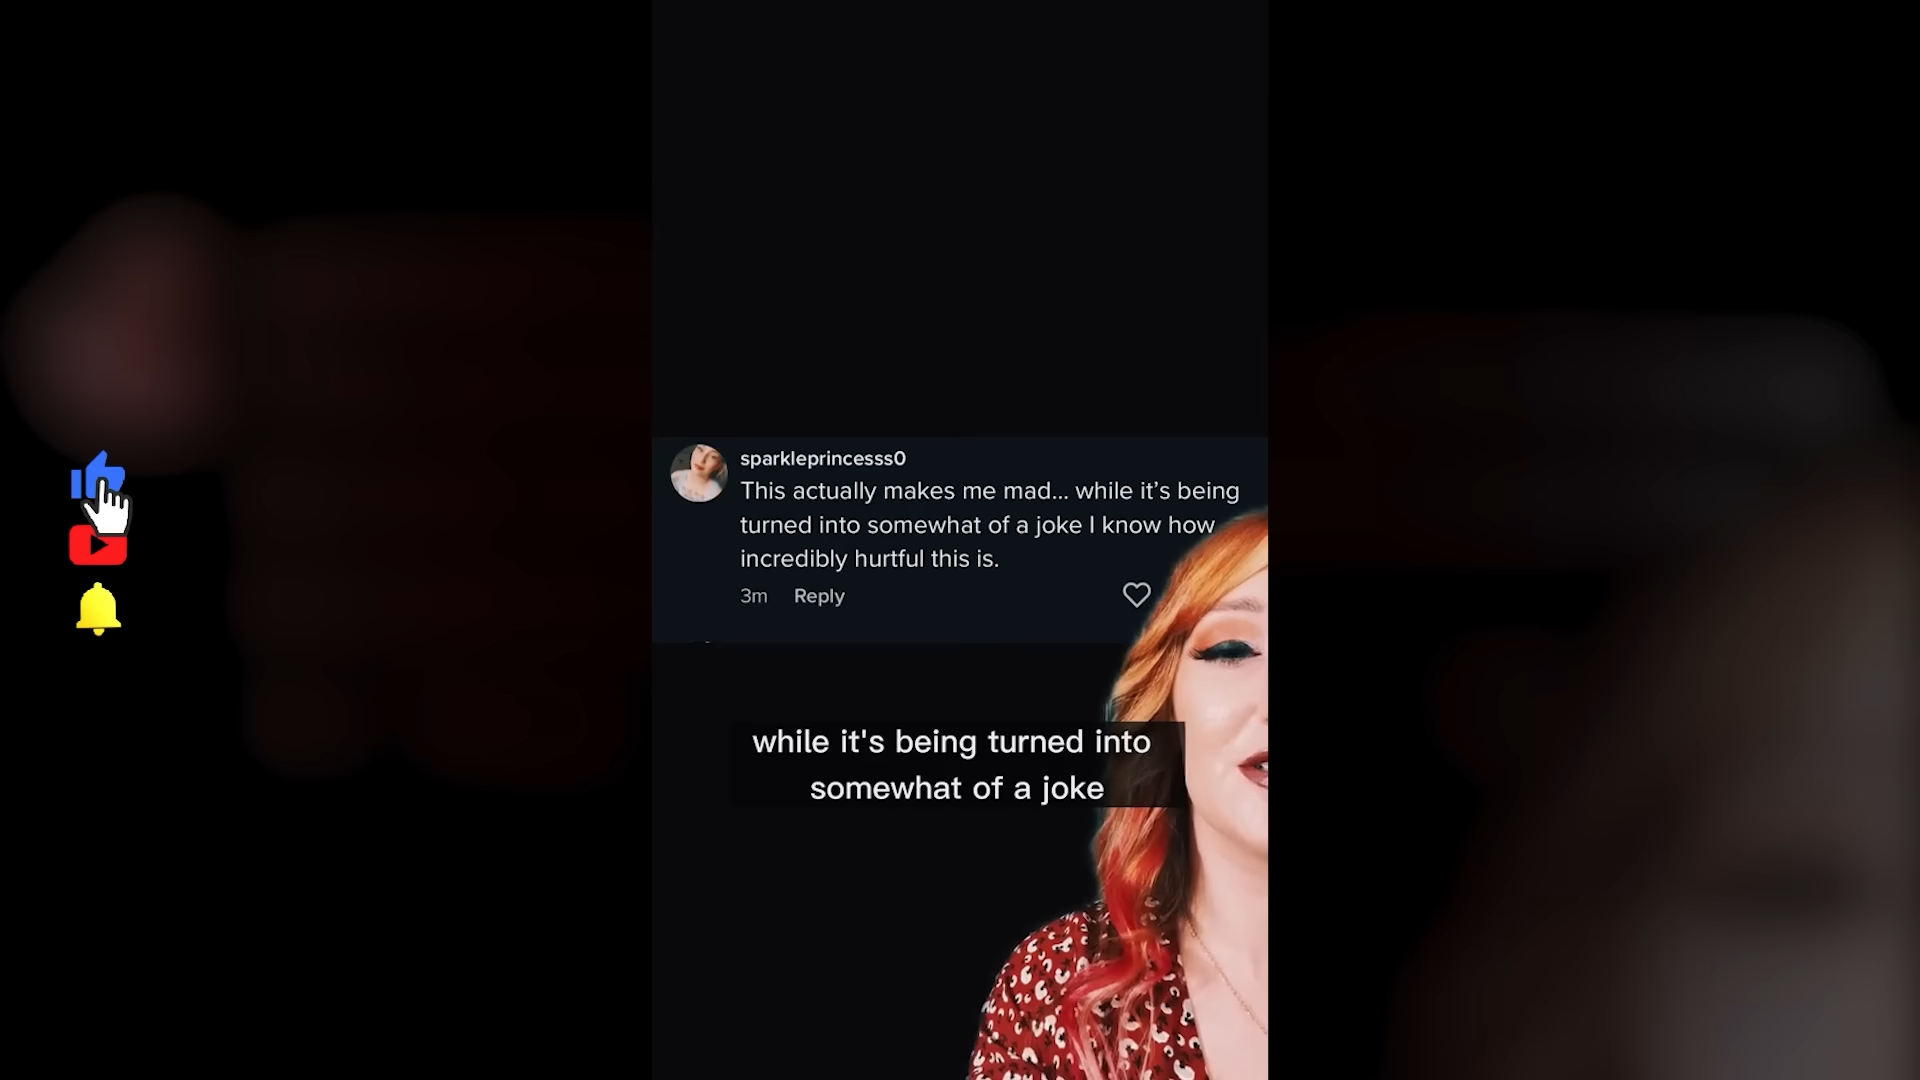 sparkleprincesss0
This actually makes me mad... while it’s being
turned into somewhat of a joke I know how
incredibly hurtful this is.
3m Reply
while it's being turned into
somewhat of a joke